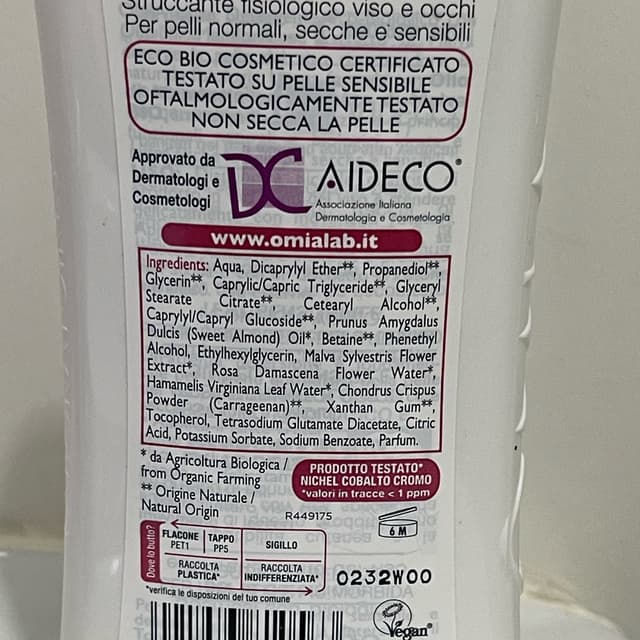 Struccante fisiologico viso e occhi
Per pelli normali, secche e sensibili
ECO BIO COSMETICO CERTIFICATO
TESTATO SU PELLE SENSIBILE
OFTALMOLOGICAMENTE TESTATO
NON SECCA LA PELLE
Approvato da
Dermatologi e
Cosmetologi
DC AIDECO®
Associazione Italiana
Dermatologia e Cosmetologia
www.omialab.it
Ingredients: Aqua, Dicaprylyl Ether**, Propanediol**,
Glycerin**, Caprylic/Capric Triglyceride**, Glyceryl
Stearate Citrate**, Cetearyl Alcohol**,
Caprylyl/Capryl Glucoside**, Prunus Amygdalus
Dulcis (Sweet Almond) Oil*, Betaine**, Phenethyl
Alcohol, Ethylhexylglycerin, Malva Sylvestris Flower
Extract*, Rosa Damascena Flower Water*,
Hamamelis Virginiana Leaf Water*, Chondrus Crispus
Powder (Carrageenan)**, Xanthan Gum**,
Tocopherol, Tetrasodium Glutamate Diacetate, Citric
Acid, Potassium Sorbate, Sodium Benzoate, Parfum.
* da Agricoltura Biologica /
from Organic Farming
** Origine Naturale /
Natural Origin
PRODOTTO TESTATO*
NICHEL COBALTO CROMO
*valori in tracce < 1 ppm
R449175
6 M
Dove lo butto?
FLACONE
PET1
TAPPO
PP5
SIGILLO
RACCOLTA
PLASTICA*
RACCOLTA
INDIFFERENZIATA*
*verifica le disposizioni del tuo comune
0232W00
Vegan